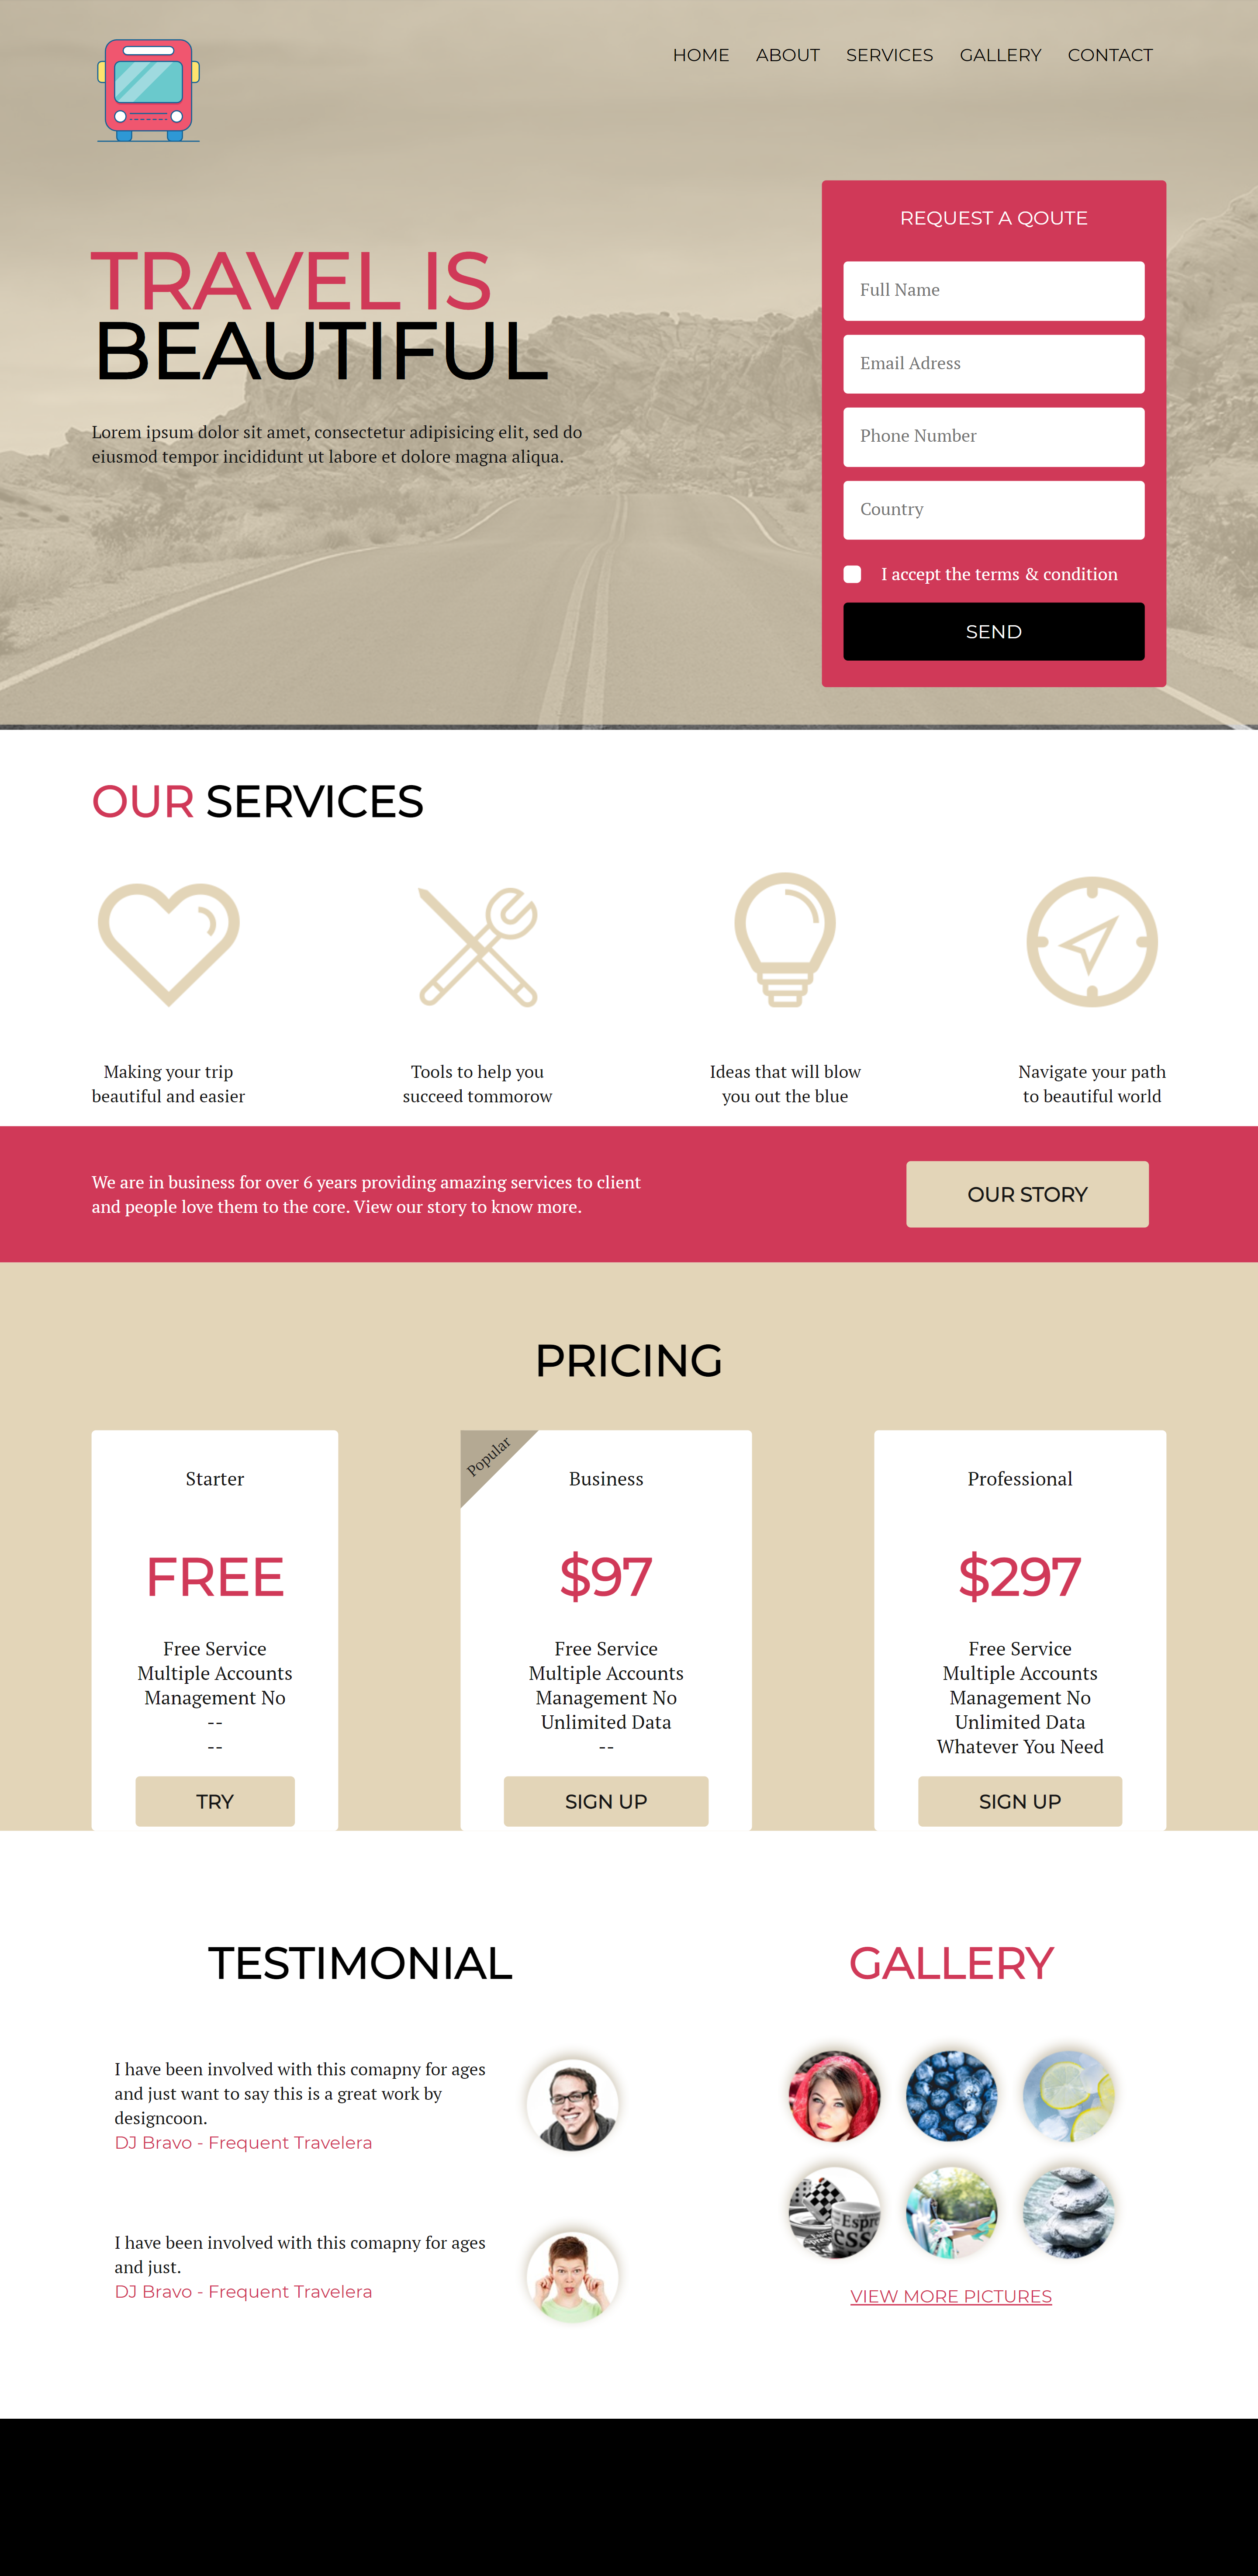 HOME ABOUT SERVICES GALLERY CONTACT
TRAVEL IS
BEAUTIFUL
Lorem ipsum dolor sit amet, consectetur adipisicing elit, sed do
eiusmod tempor incididunt ut labore et dolore magna aliqua.
REQUEST A QOUTE
Full Name
Email Adress
Phone Number
Country
I accept the terms & condition
SEND
OUR SERVICES
Making your trip
beautiful and easier
Tools to help you
succeed tommorow
Ideas that will blow
you out the blue
Navigate your path
to beautiful world
We are in business for over 6 years providing amazing services to client
and people love them to the core. View our story to know more.
OUR STORY
PRICING
Starter
FREE
Free Service
Multiple Accounts
Management No
--
--
TRY
Popular
Business
$97
Free Service
Multiple Accounts
Management No
Unlimited Data
--
SIGN UP
Professional
$297
Free Service
Multiple Accounts
Management No
Unlimited Data
Whatever You Need
SIGN UP
TESTIMONIAL
I have been involved with this comapny for ages
and just want to say this is a great work by
designcoon.
DJ Bravo - Frequent Travelera
I have been involved with this comapny for ages
and just.
DJ Bravo - Frequent Travelera
GALLERY
Espre
ess
VIEW MORE PICTURES